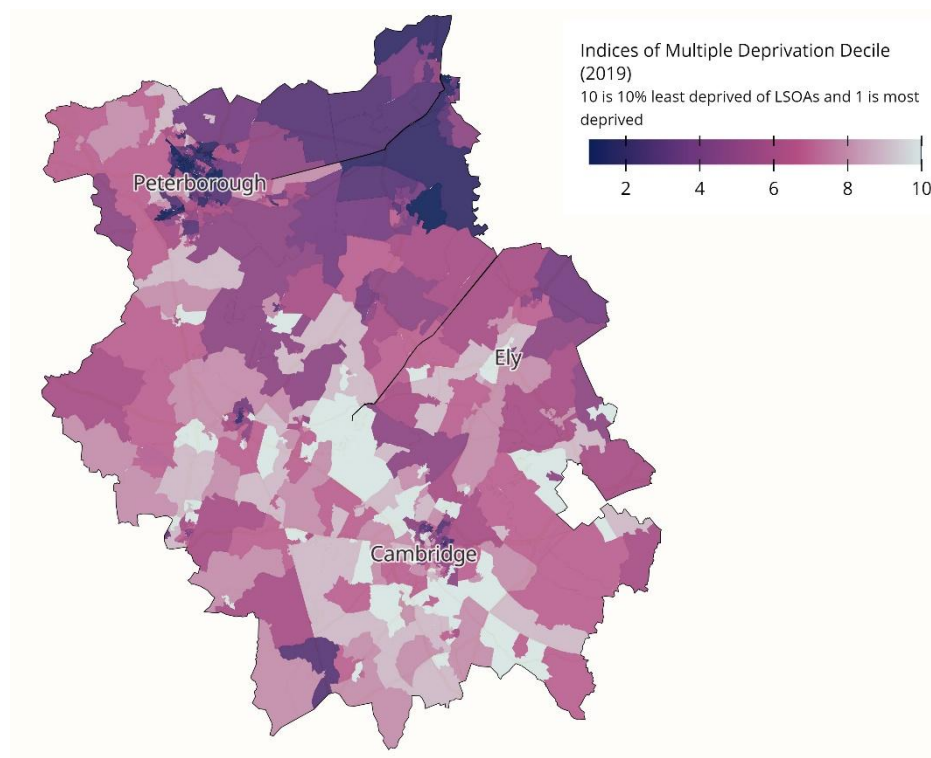 Indices of Multiple Deprivation Decile
(2019)
10 is 10% least deprived of LSOAs and 1 is most
deprived
2 4 6 8 10
Peterborough
Ely
Cambridge